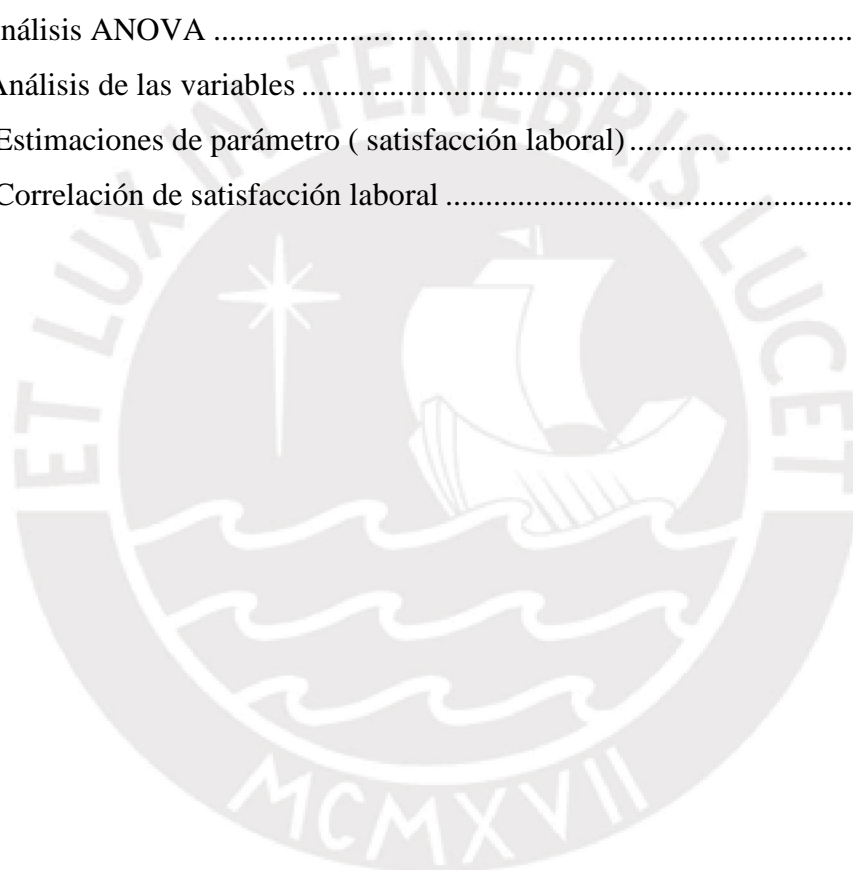 nálisis ANOVA ...............................................................................
Análisis de las variables ....................................................................
Estimaciones de parámetro ( satisfacción laboral) ............................
Correlación de satisfacción laboral ..................................................
ET LUX IN TENEBRIS LUCET
MCMXVII